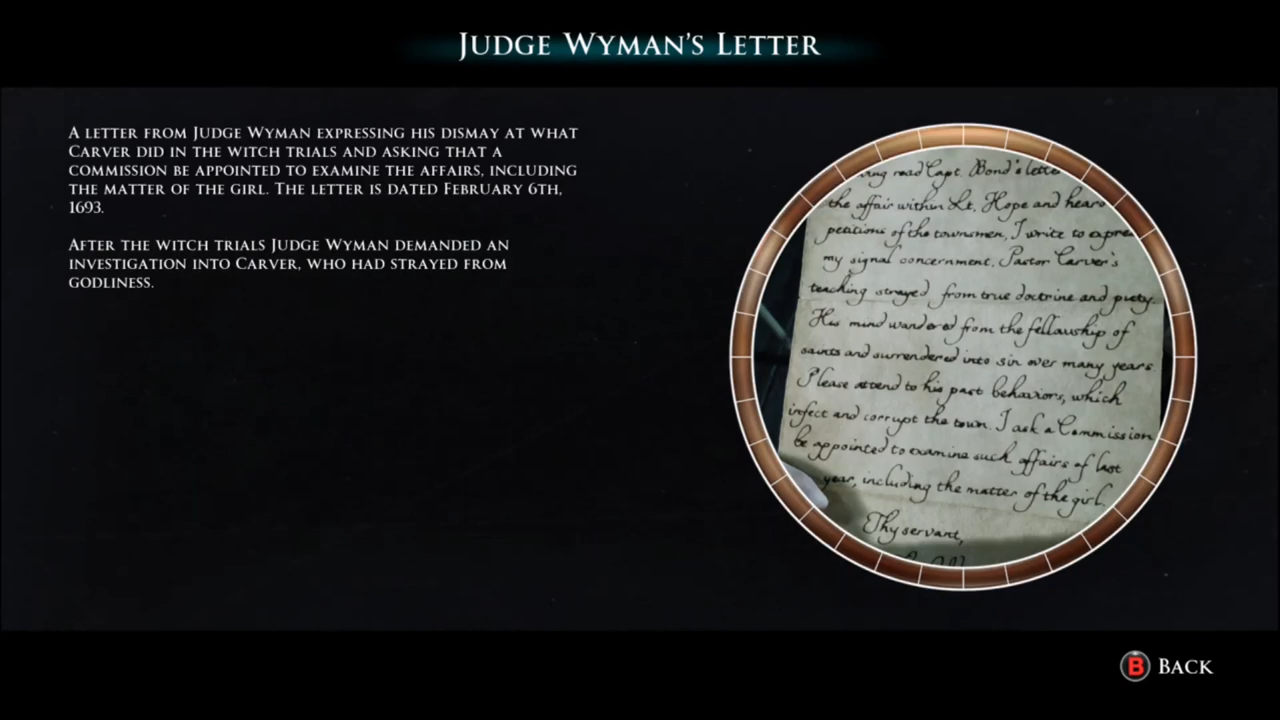 JUDGE WYMAN'S LETTER
A LETTER FROM JUDGE WYMAN EXPRESSING HIS DISMAY AT WHAT
CARVER DID IN THE WITCH TRIALS AND ASKING THAT A
COMMISSION BE APPOINTED TO EXAMINE THE AFFAIRS, INCLUDING
THE MATTER OF THE GIRL. THE LETTER IS DATED FEBRUARY 6TH,
1693.
AFTER THE WITCH TRIALS JUDGE WYMAN DEMANDED AN
INVESTIGATION INTO CARVER, WHO HAD STRAYED FROM
GODLINESS.
read Capt. Bond's lette
the affair within Lt. Hope and heard
petitions of the townsmen, I write to expre
my signal concernment. Pastor Carver's
teaching strayed from true doctrine and piety.
His mind wandered from the fellowship of
saints and surrendered into sin over many years.
Please attend to his past behaviors, which
infect and corrupt the town. I ask a Commission
be appointed to examine such affairs of last
year, including the matter of the girl.
Thy servant,
B BACK